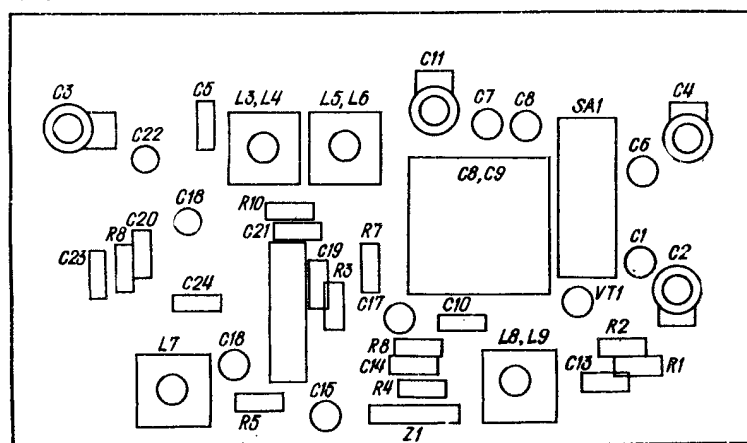 C3
C5
L3, L4
L5, L6
C11
C7
C8
SA1
C4
C22
C6
C8, C9
C18
R10
C20
R8
C21
C23
C19
R7
R3
C1
C2
C24
C17
C10
VT1
L7
C18
R8
C14
L8, L9
R2
R1
C13
R4
R5
C15
Z1